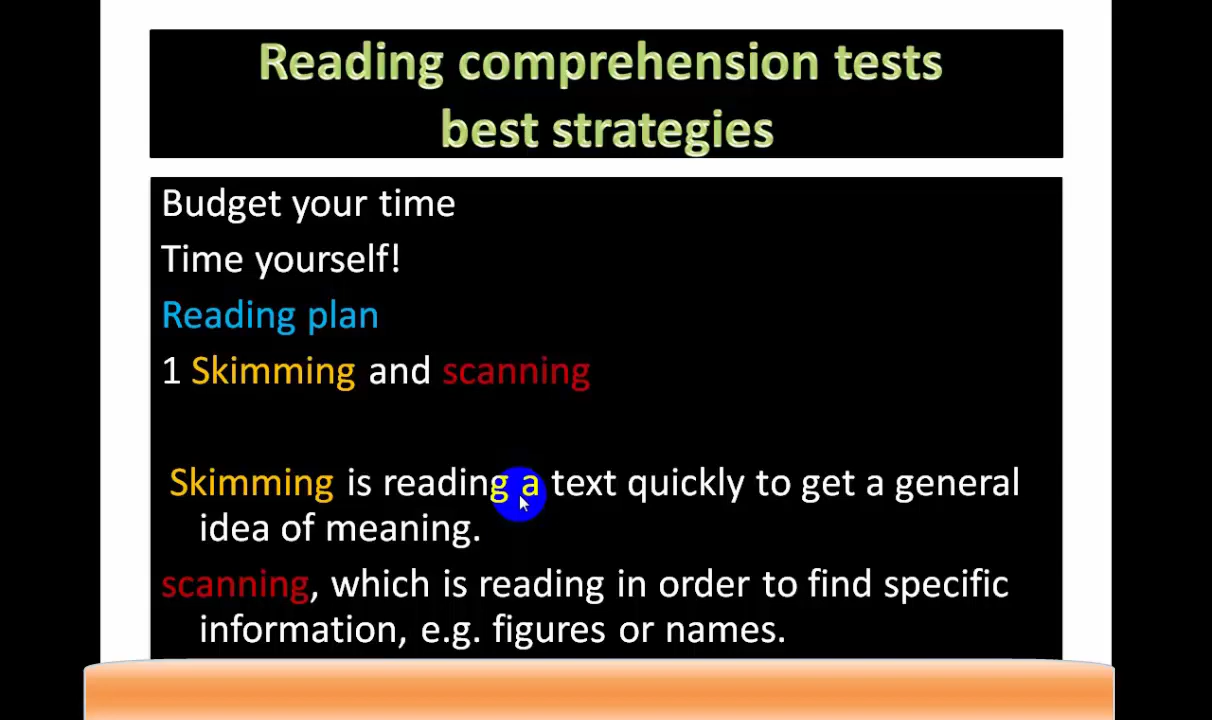 Reading comprehension tests
best strategies
Budget your time
Time yourself!
Reading plan
1 Skimming and scanning
Skimming is reading a text quickly to get a general
idea of meaning.
scanning, which is reading in order to find specific
information, e.g. figures or names.